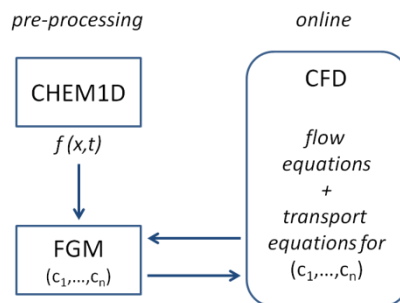 pre-processing
online
CHEM1D
f (x,t)
FGM
(c₁,...,cₙ)
CFD
flow
equations
+
transport
equations for
(c₁,...,cₙ)